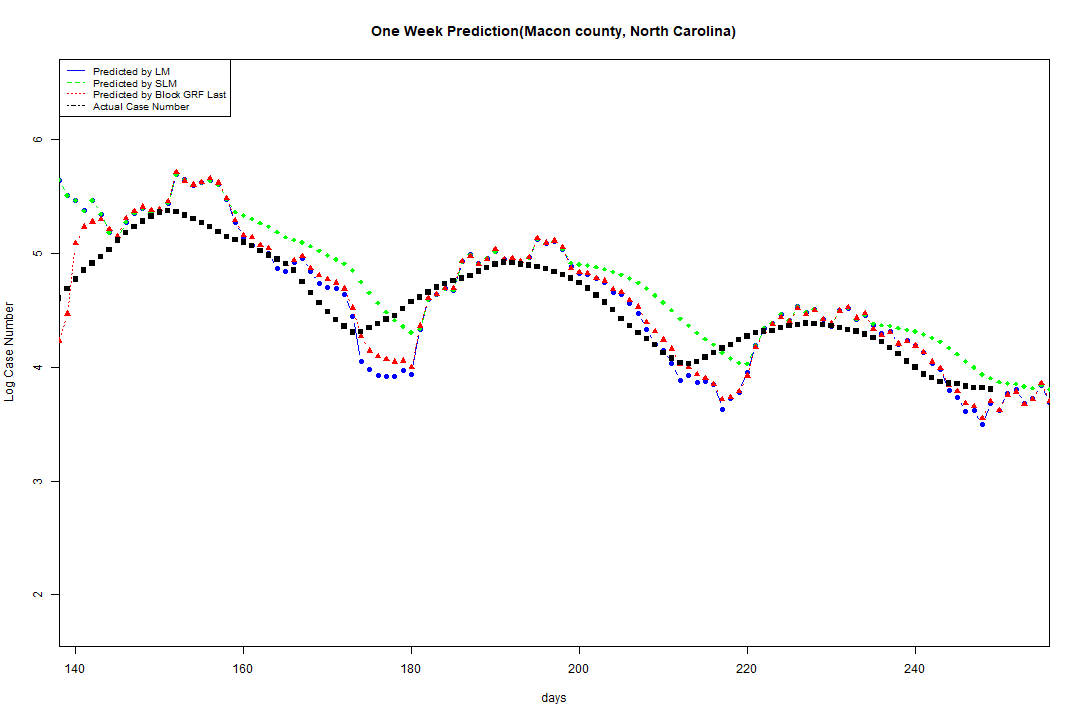 One Week Prediction(Macon county, North Carolina)
Predicted by LM
Predicted by SLM
Predicted by Block GRF Last
Actual Case Number
Log Case Number
6
5
4
3
2
140 160 180 200 220 240
days